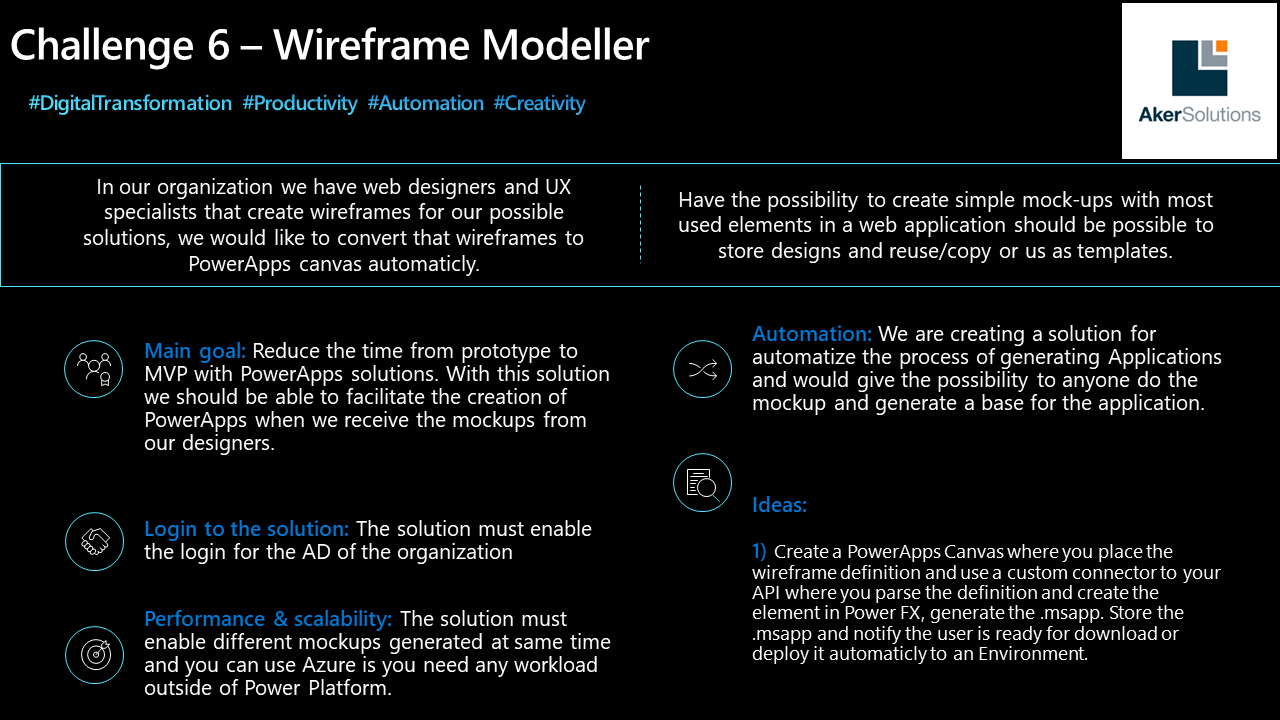 Challenge 6 – Wireframe Modeller
#DigitalTransformation #Productivity #Automation #Creativity
AkerSolutions
In our organization we have web designers and UX
specialists that create wireframes for our possible
solutions, we would like to convert that wireframes to
PowerApps canvas automaticly.
Have the possibility to create simple mock-ups with most
used elements in a web application should be possible to
store designs and reuse/copy or us as templates.
Main goal: Reduce the time from prototype to
MVP with PowerApps solutions. With this solution
we should be able to facilitate the creation of
PowerApps when we receive the mockups from
our designers.
Login to the solution: The solution must enable
the login for the AD of the organization
Performance & scalability: The solution must
enable different mockups generated at same time
and you can use Azure is you need any workload
outside of Power Platform.
Automation: We are creating a solution for
automatize the process of generating Applications
and would give the possibility to anyone do the
mockup and generate a base for the application.
Ideas:
1) Create a PowerApps Canvas where you place the
wireframe definition and use a custom connector to your
API where you parse the definition and create the
element in Power FX, generate the .msapp. Store the
.msapp and notify the user is ready for download or
deploy it automaticly to an Environment.